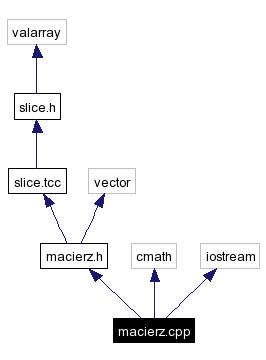 valarray
slice.h
slice.tcc
vector
macierz.h
cmath
iostream
macierz.cpp